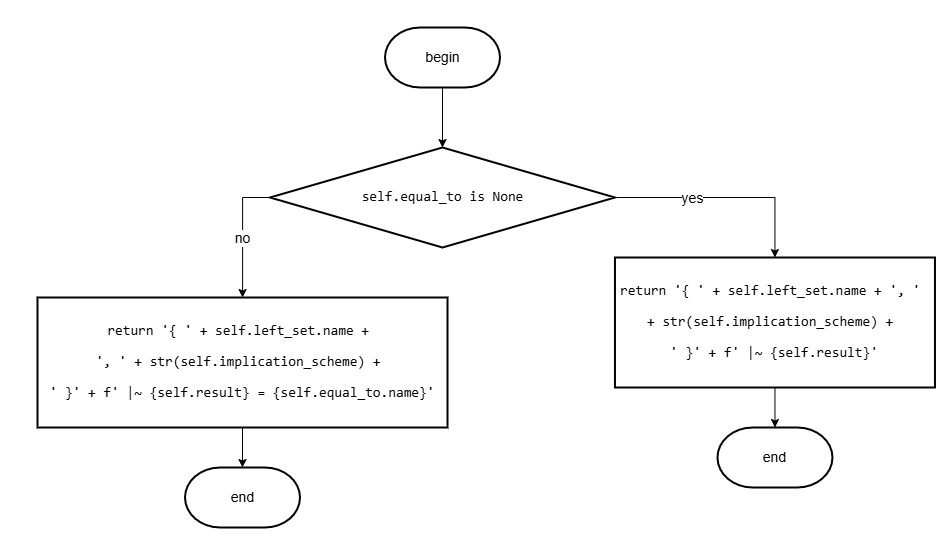 begin
self.equal_to is None
no
yes
return '{ ' + self.left_set.name +
', ' + str(self.implication_scheme) +
' }' + f' |~ {self.result} = {self.equal_to.name}'
return '{ ' + self.left_set.name + ', '
+ str(self.implication_scheme) +
' }' + f' |~ {self.result}'
end
end